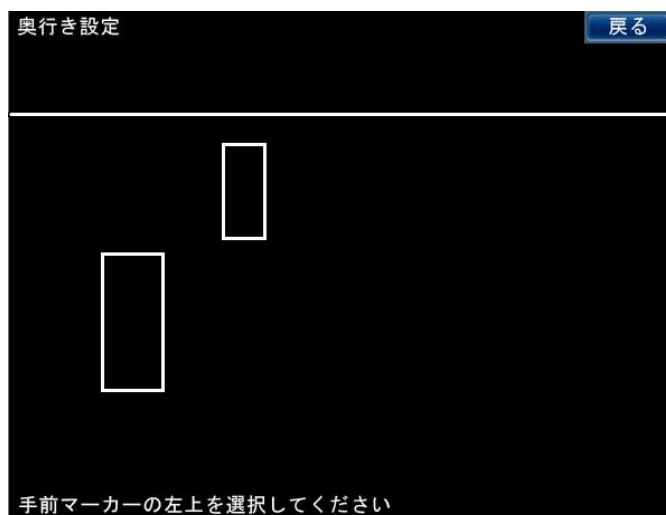 奥行き設定
戻る
手前マーカーの左上を選択してください